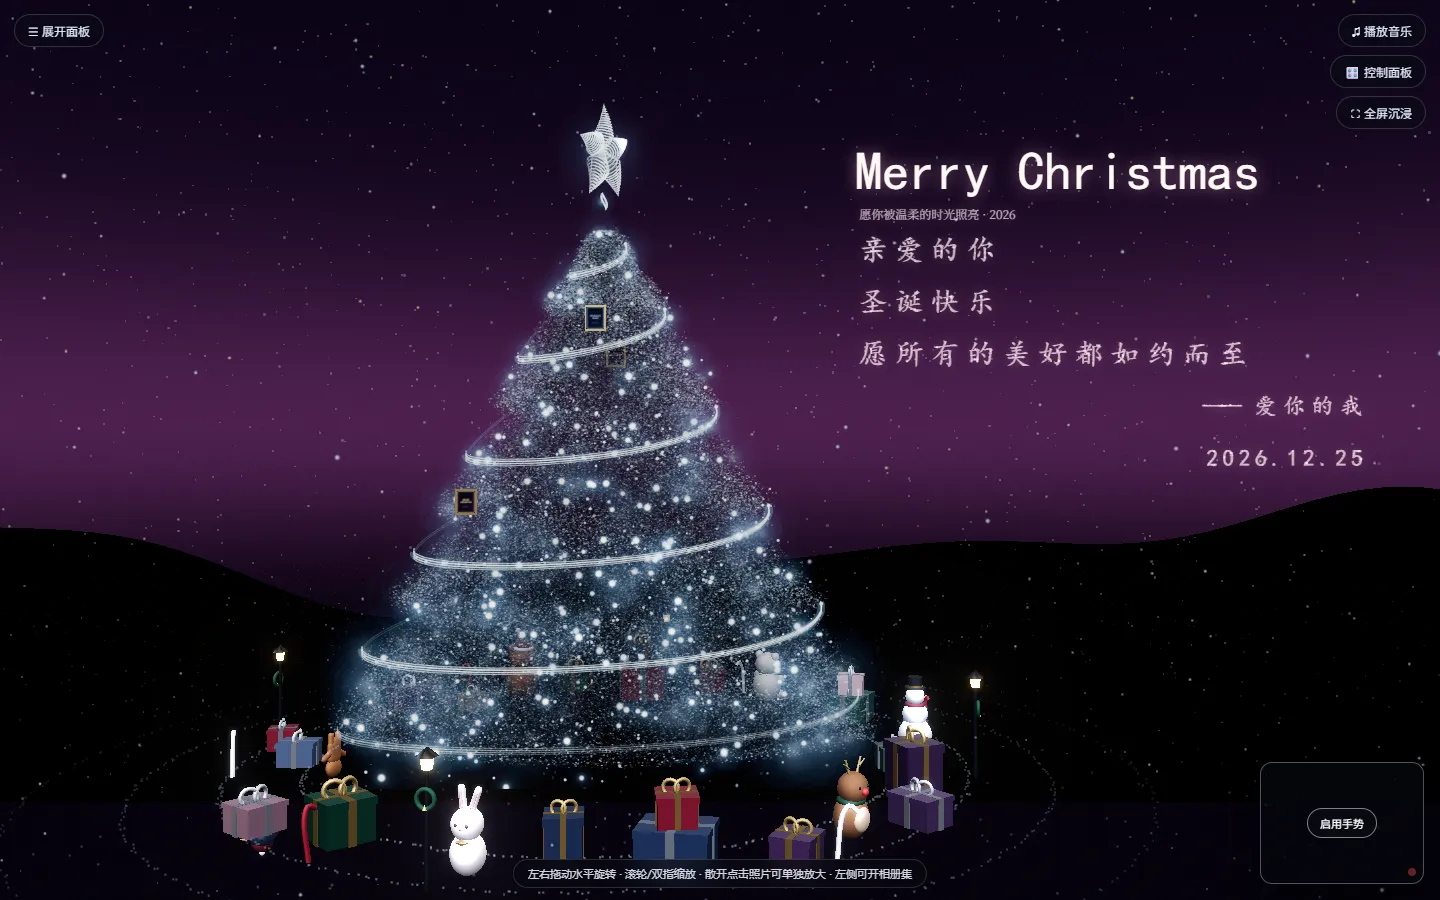 ☰ 展开面板
♫ 播放音乐
控制面板
⛶ 全屏沉浸
Merry Christmas
愿你被温柔的时光照亮 · 2026
亲爱的你
圣诞快乐
愿所有的美好都如约而至
—— 爱你的我
2026.12.25
启用手势
左右拖动水平旋转 · 滚轮/双指缩放 · 散开点击照片可单独放大 · 左侧可开相册集